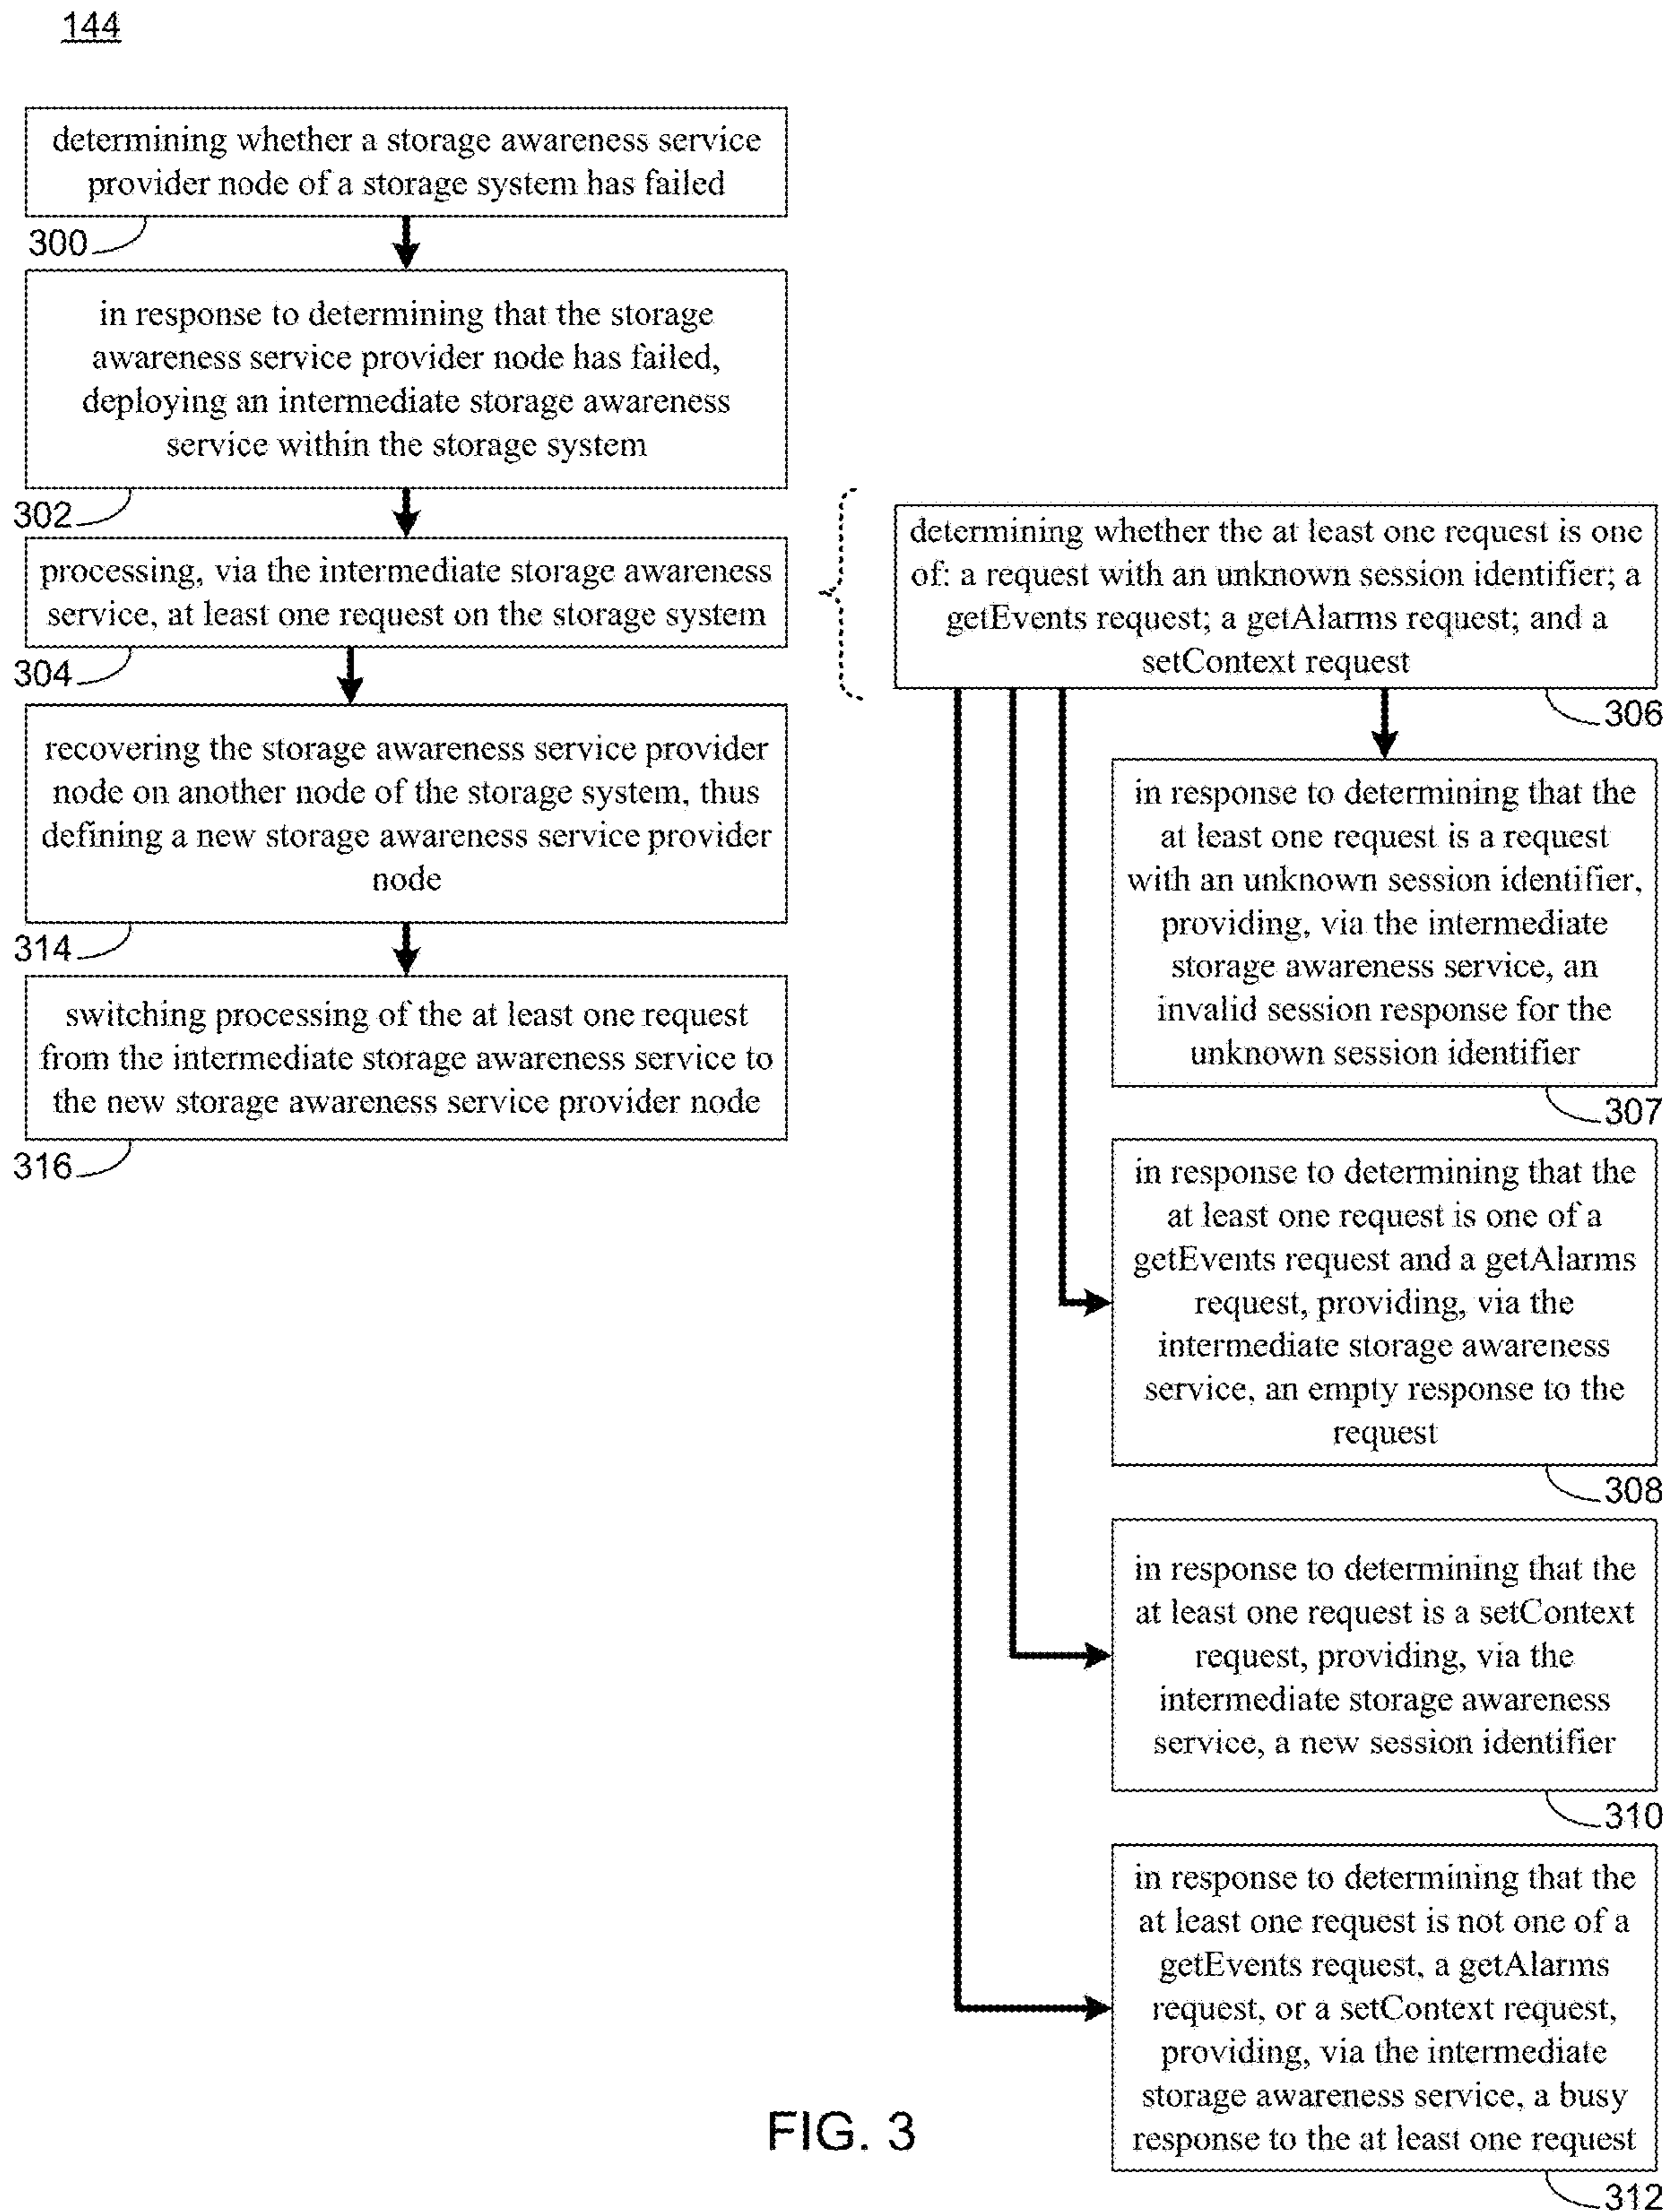 144
determining whether a storage awareness service
provider node of a storage system has failed
300
in response to determining that the storage
awareness service provider node has failed,
deploying an intermediate storage awareness
service within the storage system
302
processing, via the intermediate storage awareness
service, at least one request on the storage system
304
recovering the storage awareness service provider
node on another node of the storage system, thus
defining a new storage awareness service provider
node
314
switching processing of the at least one request
from the intermediate storage awareness service to
the new storage awareness service provider node
316
determining whether the at least one request is one
of: a request with an unknown session identifier; a
getEvents request; a getAlarms request; and a
setContext request
306
in response to determining that the
at least one request is a request
with an unknown session identifier,
providing, via the intermediate
storage awareness service, an
invalid session response for the
unknown session identifier
307
in response to determining that the
at least one request is one of a
getEvents request and a getAlarms
request, providing, via the
intermediate storage awareness
service, an empty response to the
request
308
in response to determining that the
at least one request is a setContext
request, providing, via the
intermediate storage awareness
service, a new session identifier
310
in response to determining that the
at least one request is not one of a
getEvents request, a getAlarms
request, or a setContext request,
providing, via the intermediate
storage awareness service, a busy
response to the at least one request
312
FIG. 3